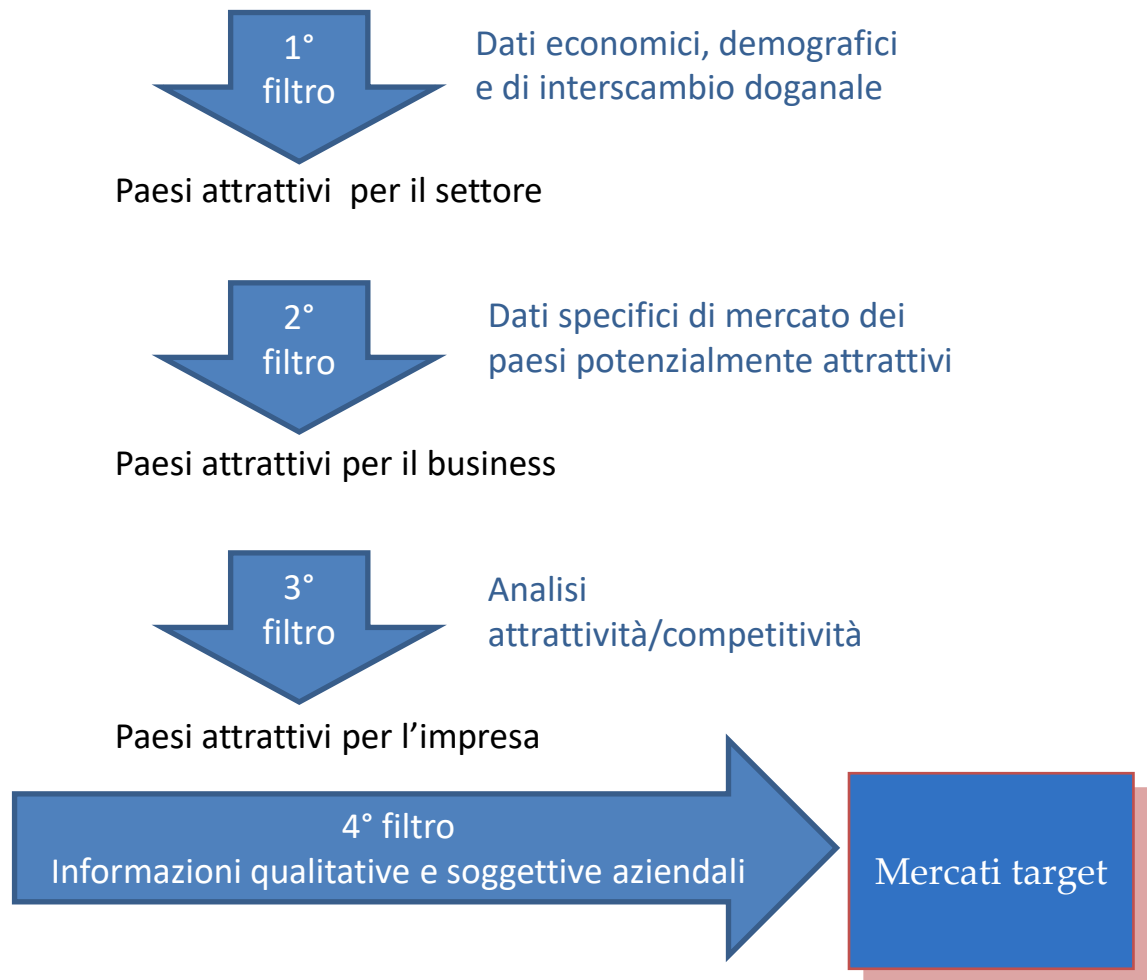 1°
filtro
Dati economici, demografici
e di interscambio doganale
Paesi attrattivi  per il settore
2°
filtro
Dati specifici di mercato dei
paesi potenzialmente attrattivi
Paesi attrattivi per il business
3°
filtro
Analisi
attrattività/competitività
Paesi attrattivi per l’impresa
4° filtro
Informazioni qualitative e soggettive aziendali
Mercati target